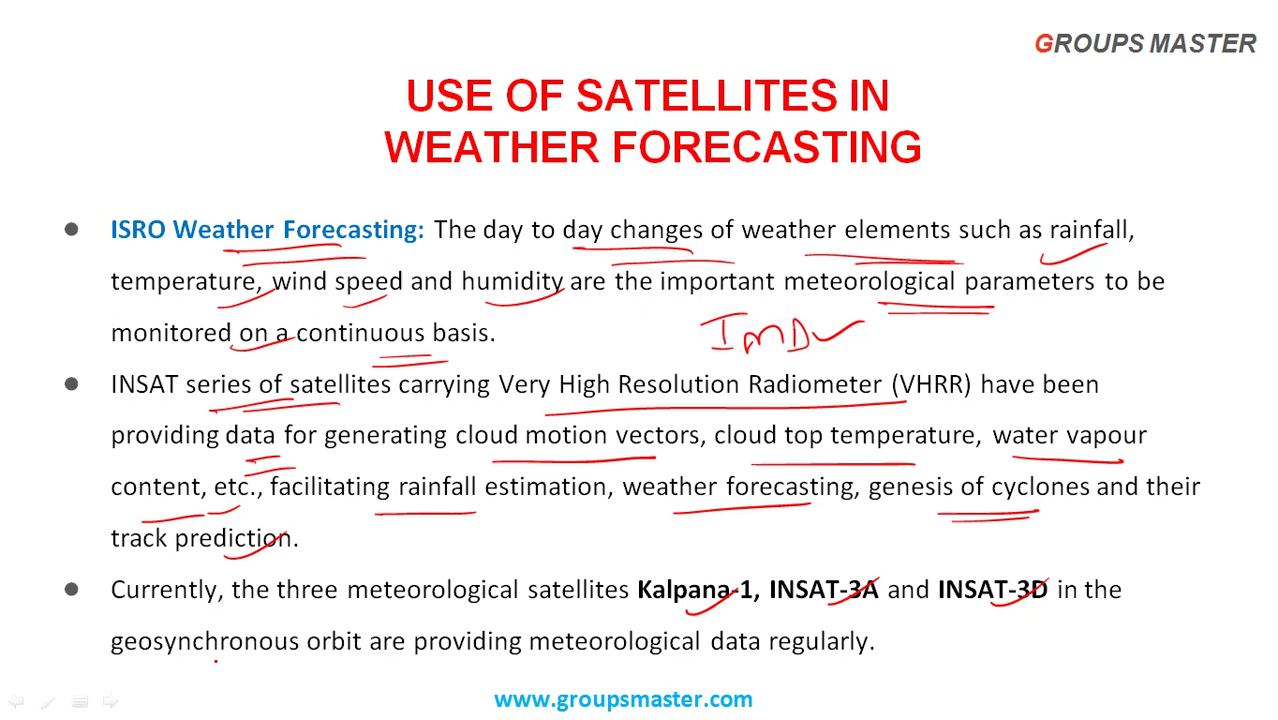 GROUPS MASTER
USE OF SATELLITES IN
WEATHER FORECASTING
● ISRO Weather Forecasting: The day to day changes of weather elements such as rainfall,
temperature, wind speed and humidity are the important meteorological parameters to be
monitored on a continuous basis.
IMD
● INSAT series of satellites carrying Very High Resolution Radiometer (VHRR) have been
providing data for generating cloud motion vectors, cloud top temperature, water vapour
content, etc., facilitating rainfall estimation, weather forecasting, genesis of cyclones and their
track prediction.
● Currently, the three meteorological satellites Kalpana-1, INSAT-3A and INSAT-3D in the
geosynchronous orbit are providing meteorological data regularly.
www.groupsmaster.com